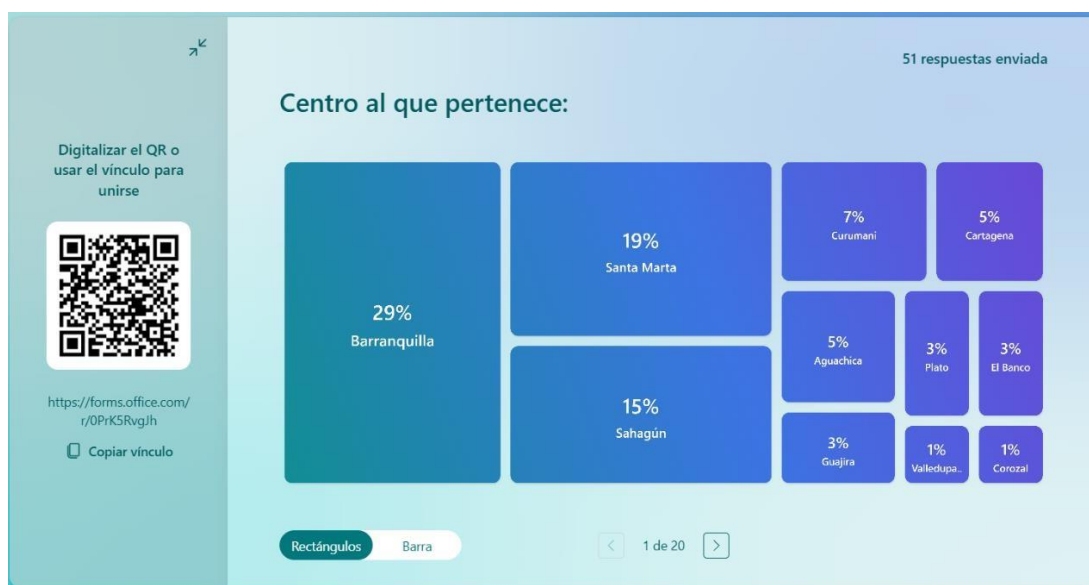 51 respuestas enviada
Centro al que pertenece:
Digitalizar el QR o
usar el vínculo para
unirse
https://forms.office.com/
r/0PrK5RvgJh
Copiar vínculo
29%
Barranquilla
19%
Santa Marta
15%
Sahagún
7%
Curumani
5%
Cartagena
5%
Aguachica
3%
Plato
3%
El Banco
3%
Guajira
1%
Valledupa..
1%
Corozal
Rectángulos
Barra
1 de 20